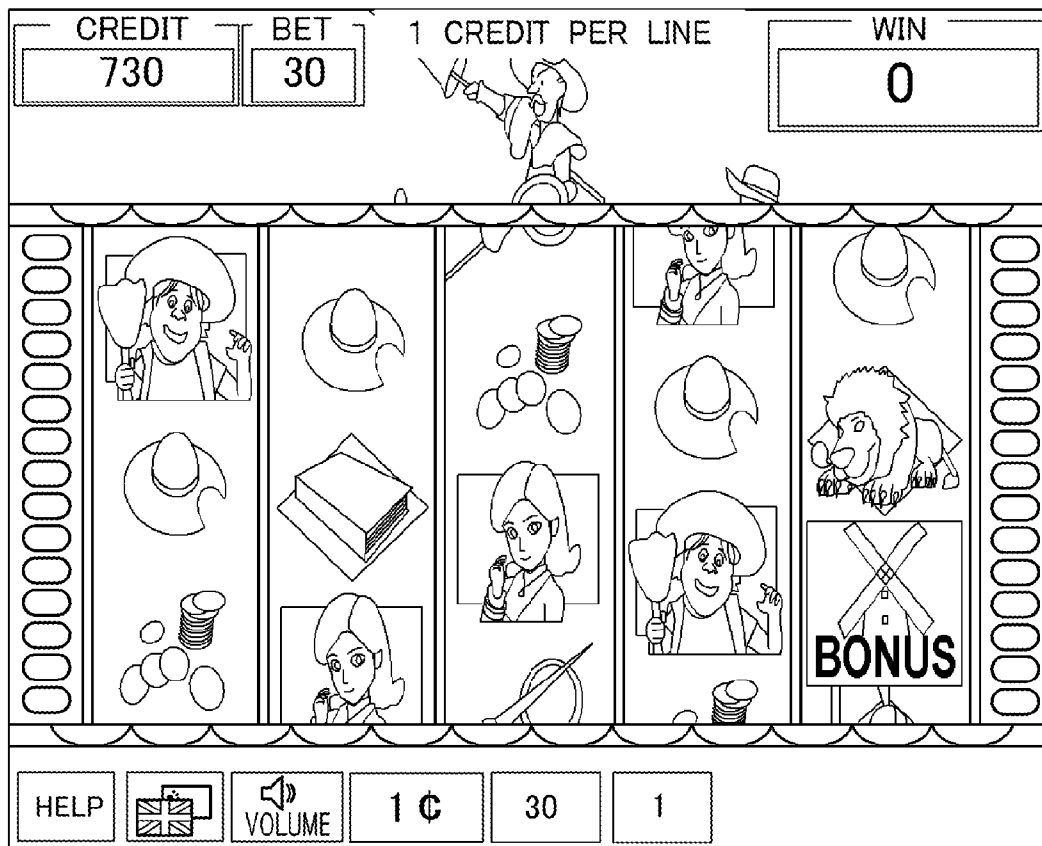 CREDIT
730
BET
30
1 CREDIT PER LINE
WIN
0
BONUS
HELP
VOLUME
1 ¢
30
1